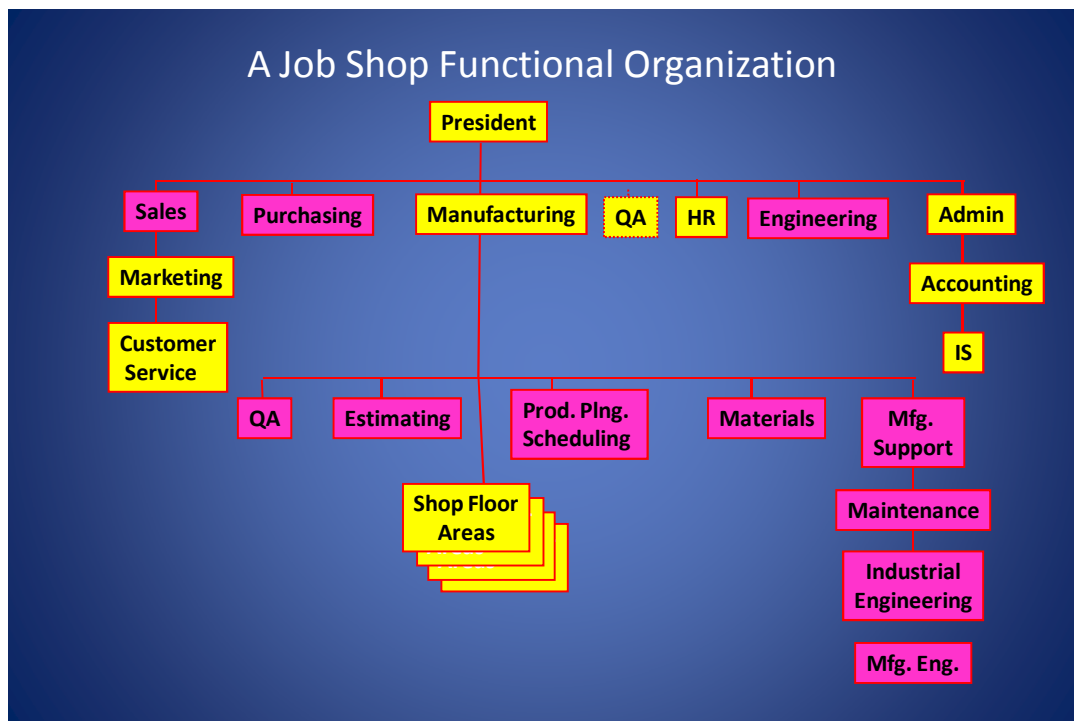 A Job Shop Functional Organization
President
Sales
Purchasing
Manufacturing
QA
HR
Engineering
Admin
Marketing
Accounting
Customer
Service
IS
QA
Estimating
Prod. Plng.
Scheduling
Materials
Mfg.
Support
Shop Floor
Areas
Maintenance
Industrial
Engineering
Mfg. Eng.